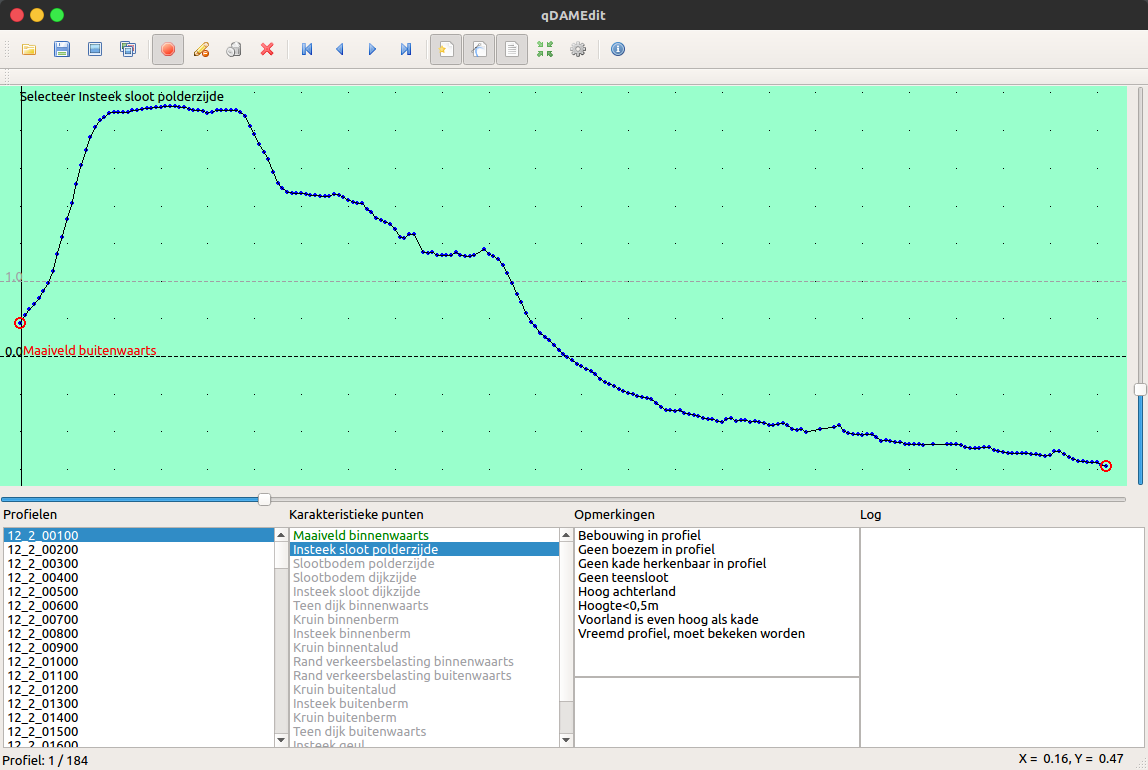 qDAMEdit
Selecteer Insteek sloot polderzijde
1.0
0.0
Maaiveld buitenwaarts
Profielen
12_2_00100
12_2_00200
12_2_00300
12_2_00400
12_2_00500
12_2_00600
12_2_00700
12_2_00800
12_2_00900
12_2_01000
12_2_01100
12_2_01200
12_2_01300
12_2_01400
12_2_01500
12_2_01600
Karakteristieke punten
Maaiveld binnenwaarts
Insteek sloot polderzijde
Slootbodem polderzijde
Slootbodem dijkzijde
Insteek sloot dijkzijde
Teen dijk binnenwaarts
Kruin binnenberm
Insteek binnenberm
Kruin binnentalud
Rand verkeersbelasting binnenwaarts
Rand verkeersbelasting buitenwaarts
Kruin buitentalud
Insteek buitenberm
Kruin buitenberm
Teen dijk buitenwaarts
Insteek geul
Opmerkingen
Bebouwing in profiel
Geen boezem in profiel
Geen kade herkenbaar in profiel
Geen teensloot
Hoog achterland
Hoogte<0,5m
Voorland is even hoog als kade
Vreemd profiel, moet bekeken worden
Log
Profiel: 1 / 184
X = 0.16, Y = 0.47